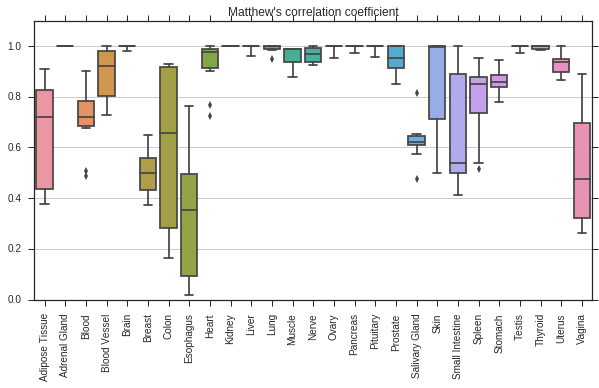 Matthew's correlation coefficient
1.0
0.8
0.6
0.4
0.2
0.0
Adipose Tissue
Adrenal Gland
Blood
Blood Vessel
Brain
Breast
Colon
Esophagus
Heart
Kidney
Liver
Lung
Muscle
Nerve
Ovary
Pancreas
Pituitary
Prostate
Salivary Gland
Skin
Small Intestine
Spleen
Stomach
Testis
Thyroid
Uterus
Vagina